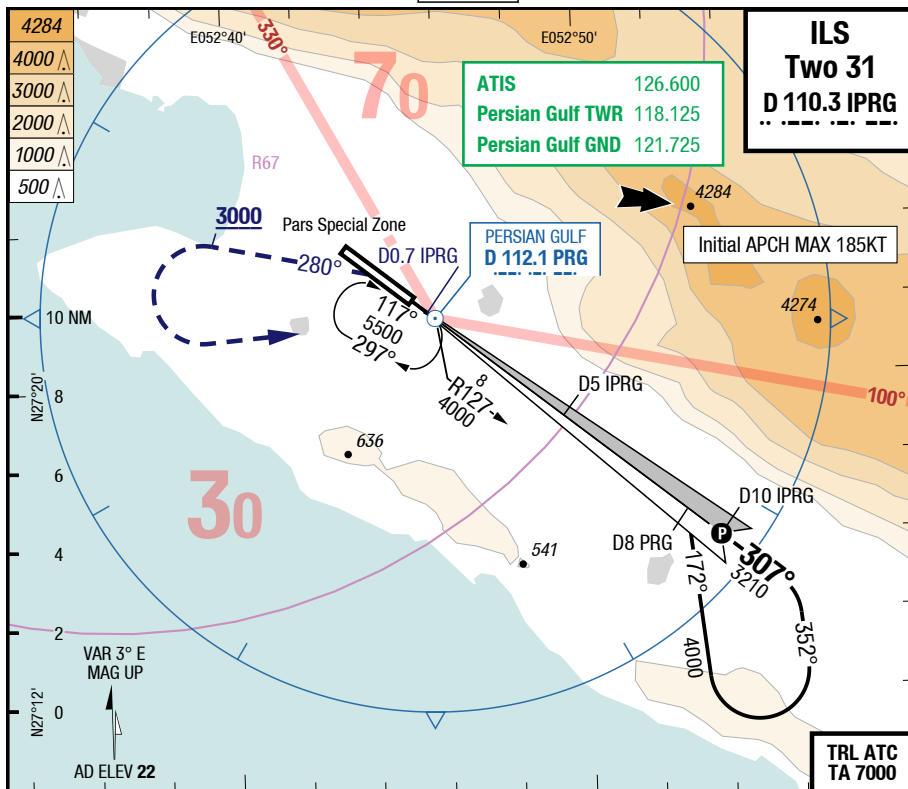 4284
4000
3000
2000
1000
500
E052°40'
E052°50'
330°
70
R67
ATIS 126.600
Persian Gulf TWR 118.125
Persian Gulf GND 121.725
ILS
Two 31
D 110.3 IPRG
4284
Initial APCH MAX 185KT
4274
3000
Pars Special Zone
280°
D0.7 IPRG
PERSIAN GULF
D 112.1 PRG
10 NM
117°
5500
297°
8
R127
4000
D5 IPRG
100°
N27°20'
8
636
6
30
D10 IPRG
P
D8 PRG
541
4
307°
3210
172°
4000
352°
2
VAR 3° E
MAG UP
N27°12'
0
AD ELEV 22
TRL ATC
TA 7000